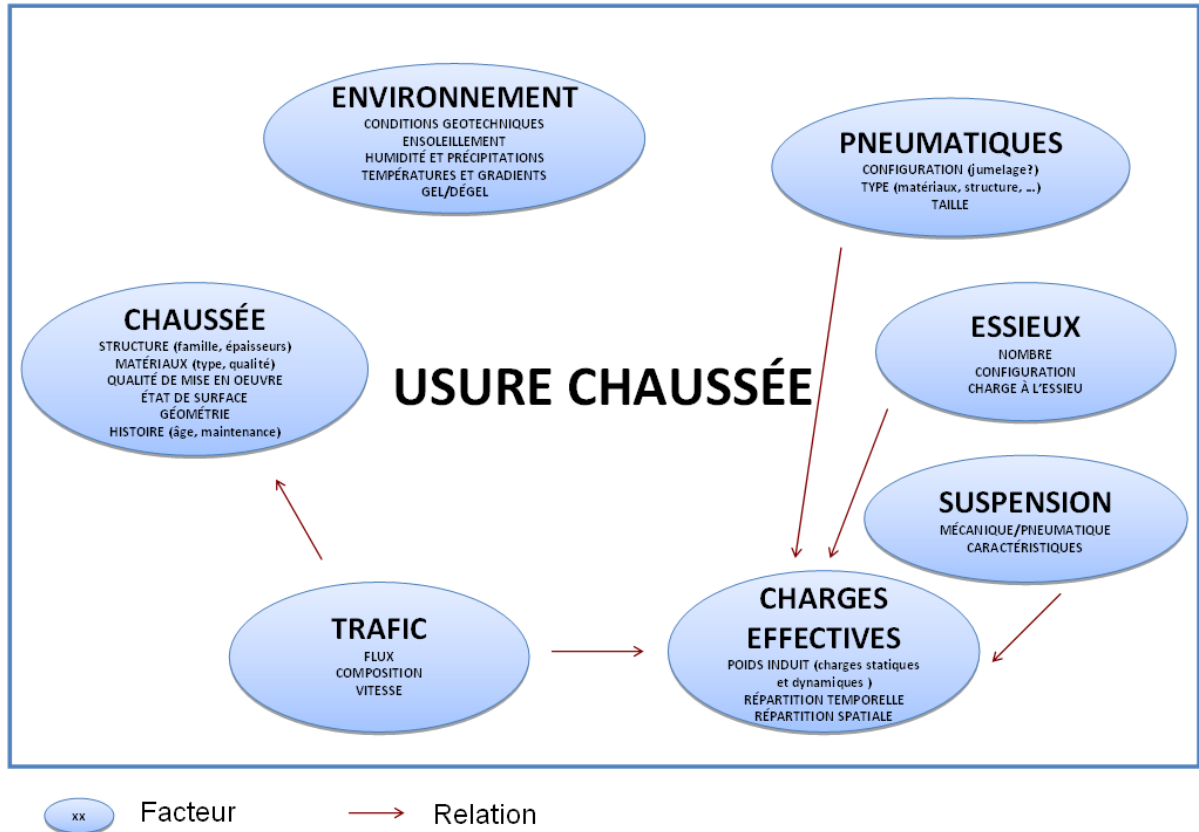 ENVIRONNEMENT
CONDITIONS GEOTECHNIQUES
ENSOLEILLEMENT
HUMIDITÉ ET PRÉCIPITATIONS
TEMPÉRATURES ET GRADIENTS
GEL/DÉGEL
PNEUMATIQUES
CONFIGURATION (jumelage?)
TYPE (matériaux, structure, ...)
TAILLE
CHAUSSÉE
STRUCTURE (famille, épaisseurs)
MATÉRIAUX (type, qualité)
QUALITÉ DE MISE EN OEUVRE
ÉTAT DE SURFACE
GÉOMÉTRIE
HISTOIRE (âge, maintenance)
USURE CHAUSSÉE
ESSIEUX
NOMBRE
CONFIGURATION
CHARGE À L'ESSIEU
SUSPENSION
MÉCANIQUE/PNEUMATIQUE
CARACTÉRISTIQUES
TRAFIC
FLUX
COMPOSITION
VITESSE
CHARGES
EFFECTIVES
POIDS INDUIT (charges statiques
et dynamiques )
RÉPARTITION TEMPORELLE
RÉPARTITION SPATIALE
xx Facteur
Relation